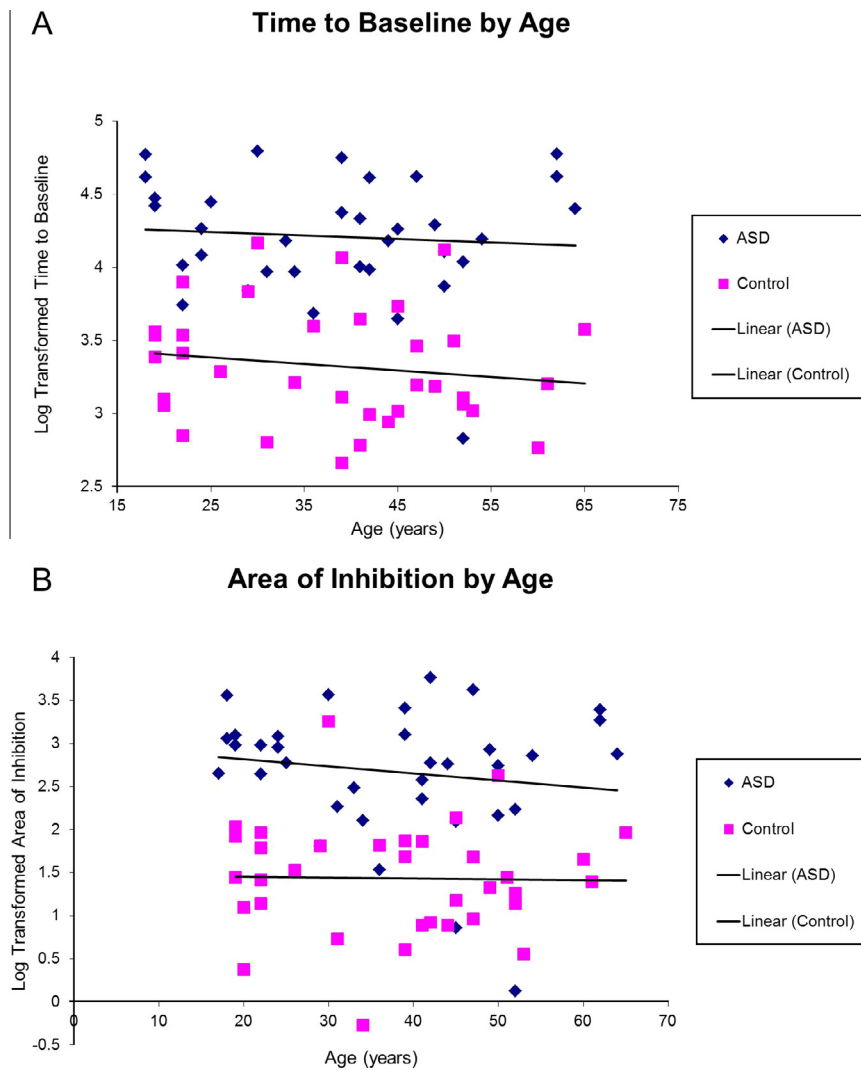 A
Time to Baseline by Age
Log Transformed Time to Baseline
5
4.5
4
3.5
3
2.5
15 25 35 45 55 65 75
Age (years)
ASD
Control
Linear (ASD)
Linear (Control)
B
Area of Inhibition by Age
Log Transformed Area of Inhibition
4
3.5
3
2.5
2
1.5
1
0.5
0
-0.5
0 10 20 30 40 50 60 70
Age (years)
ASD
Control
Linear (ASD)
Linear (Control)